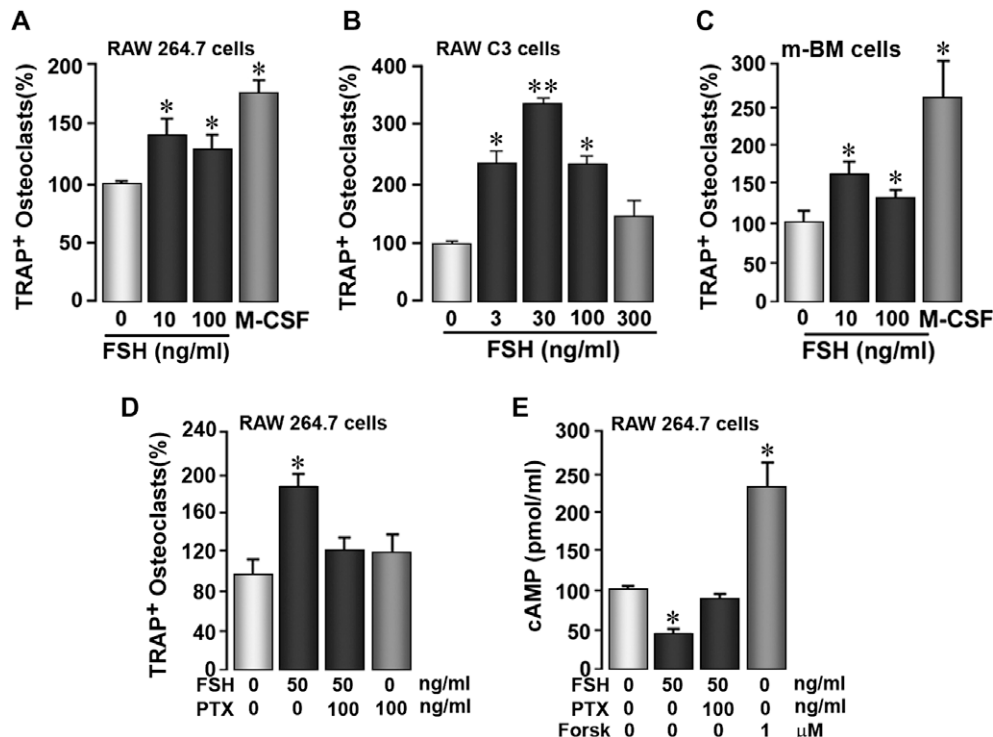 A
RAW 264.7 cells
TRAP+ Osteoclasts(%)
200
150
100
50
0
*
*
*
0 10 100 M-CSF
FSH (ng/ml)
B
RAW C3 cells
TRAP+ Osteoclasts(%)
400
300
200
100
0
*
**
*
0 3 30 100 300
FSH (ng/ml)
C
m-BM cells
TRAP+ Osteoclasts(%)
300
250
200
150
100
50
0
*
*
*
0 10 100 M-CSF
FSH (ng/ml)
D
RAW 264.7 cells
TRAP+ Osteoclasts(%)
240
200
160
120
80
40
0
*
FSH 0 50 50 0 ng/ml
PTX 0 0 100 100 ng/ml
E
RAW 264.7 cells
cAMP (pmol/ml)
300
250
200
150
100
50
0
*
*
FSH 0 50 50 0 ng/ml
PTX 0 0 100 0 ng/ml
Forsk 0 0 0 1 μM